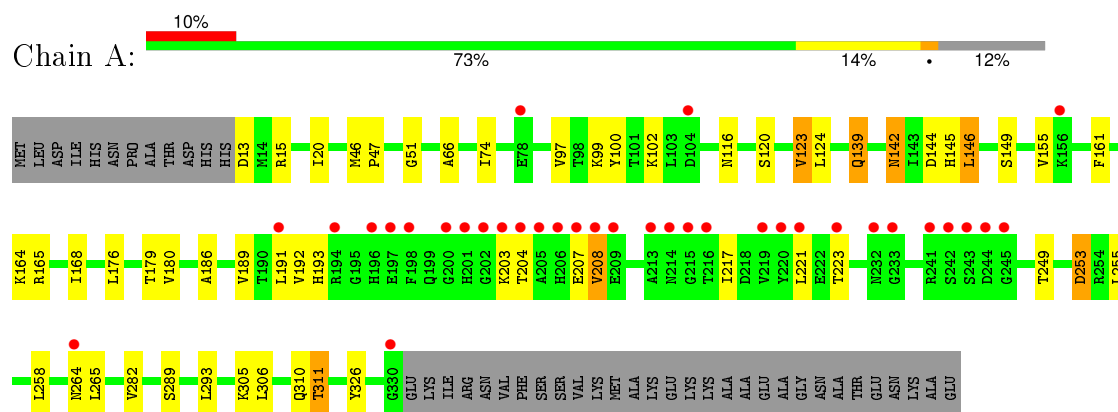 10%
Chain A:
73% 14% • 12%
MET LEU ASP ILE HIS ASN PRO ALA THR ASP HIS HIS D13 M14 R15 I20 M46 P47 G51 A66 I74 E78 V97 T98 K99 Y100 T101 K102 L103 D104 N116 S120 V123 L124 Q139 N142 I143 D144 H145 L146 S149 V155 K156 F161
K164 R165 I168 L176 T179 V180 A186 V189 T190 L191 V192 H193 R194 G195 H196 E197 F198 Q199 G200 H201 G202 K203 T204 A205 H206 E207 V208 E209 A213 N214 G215 T216 I217 D218 V219 Y220 L221 E222 T223 N232 G233 R241 S242 S243 D244 G245 T249 D253 R254 L255
L258 N264 L265 V282 S289 L293 K305 L306 Q310 T311 Y326 G330 GLU LYS ILE ARG ASN VAL PHE SER SER VAL LYS MET ALA LYS GLU LYS LYS ALA ALA GLU ALA GLY ASN ALA THR GLU ASN LYS ALA GLU